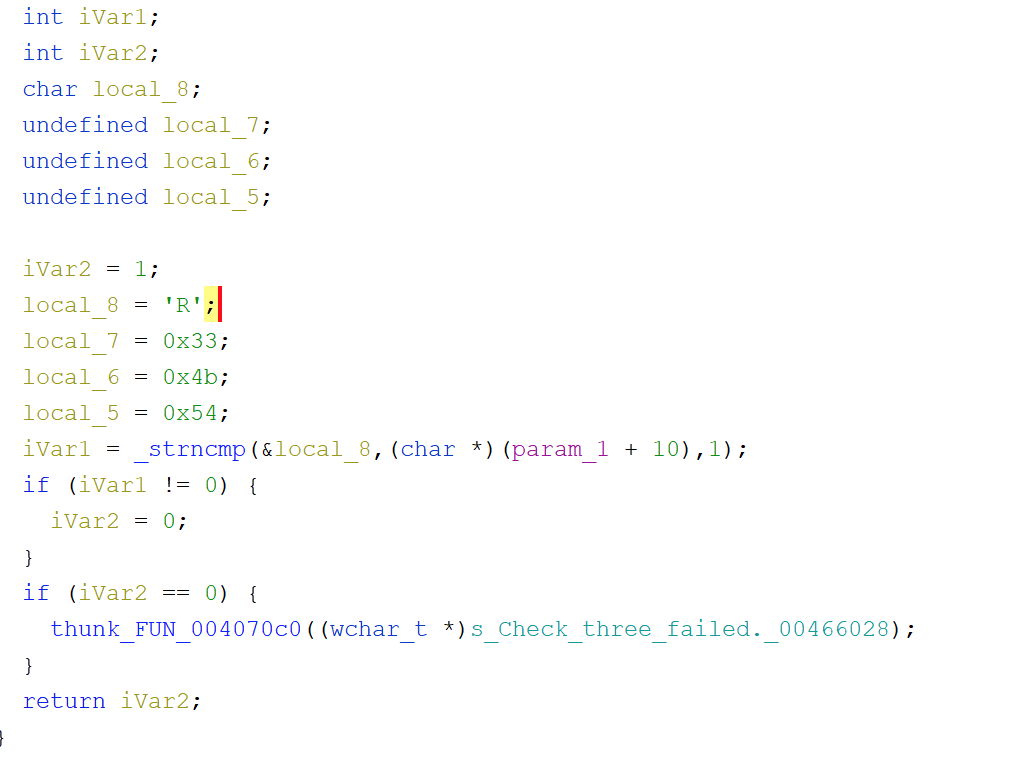 int iVar1;
int iVar2;
char local_8;
undefined local_7;
undefined local_6;
undefined local_5;
iVar2 = 1;
local_8 = 'R';
local_7 = 0x33;
local_6 = 0x4b;
local_5 = 0x54;
iVar1 = _strncmp(&local_8,(char *)(param_1 + 10),1);
if (iVar1 != 0) {
iVar2 = 0;
}
if (iVar2 == 0) {
thunk_FUN_004070c0((wchar_t *)s_Check_three_failed._00466028);
}
return iVar2;
}